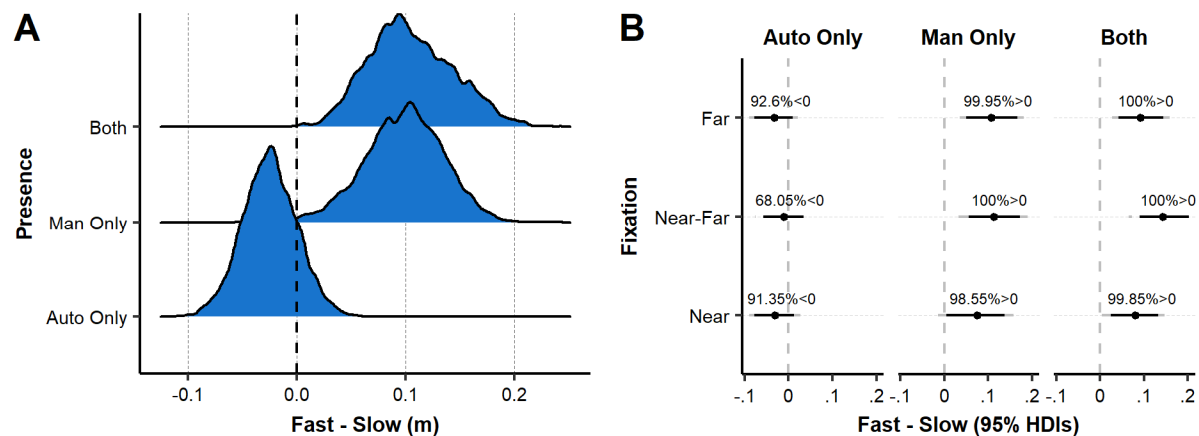 A
Presence
Both
Man Only
Auto Only
-0.1 0.0 0.1 0.2
Fast - Slow (m)
B
Auto Only Man Only Both
Fixation
Far 92.6%<0 99.95%>0 100%>0
Near-Far 68.05%<0 100%>0 100%>0
Near 91.35%<0 98.55%>0 99.85%>0
-.1 0 .1 .2 -.1 0 .1 .2 -.1 0 .1 .2
Fast - Slow (95% HDIs)